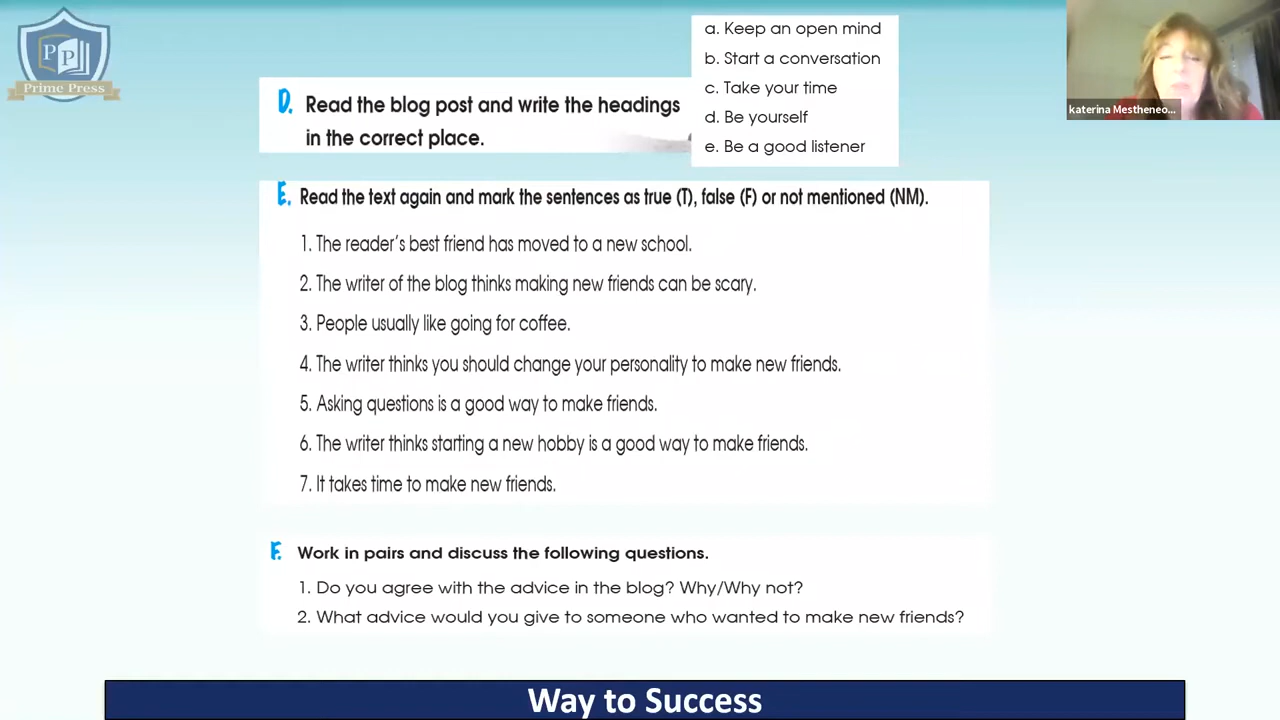 PP
Prime Press
a. Keep an open mind
b. Start a conversation
c. Take your time
d. Be yourself
e. Be a good listener
katerina Mestheneo...
D. Read the blog post and write the headings
in the correct place.
E. Read the text again and mark the sentences as true (T), false (F) or not mentioned (NM).
1. The reader's best friend has moved to a new school.
2. The writer of the blog thinks making new friends can be scary.
3. People usually like going for coffee.
4. The writer thinks you should change your personality to make new friends.
5. Asking questions is a good way to make friends.
6. The writer thinks starting a new hobby is a good way to make friends.
7. It takes time to make new friends.
F. Work in pairs and discuss the following questions.
1. Do you agree with the advice in the blog? Why/Why not?
2. What advice would you give to someone who wanted to make new friends?
Way to Success